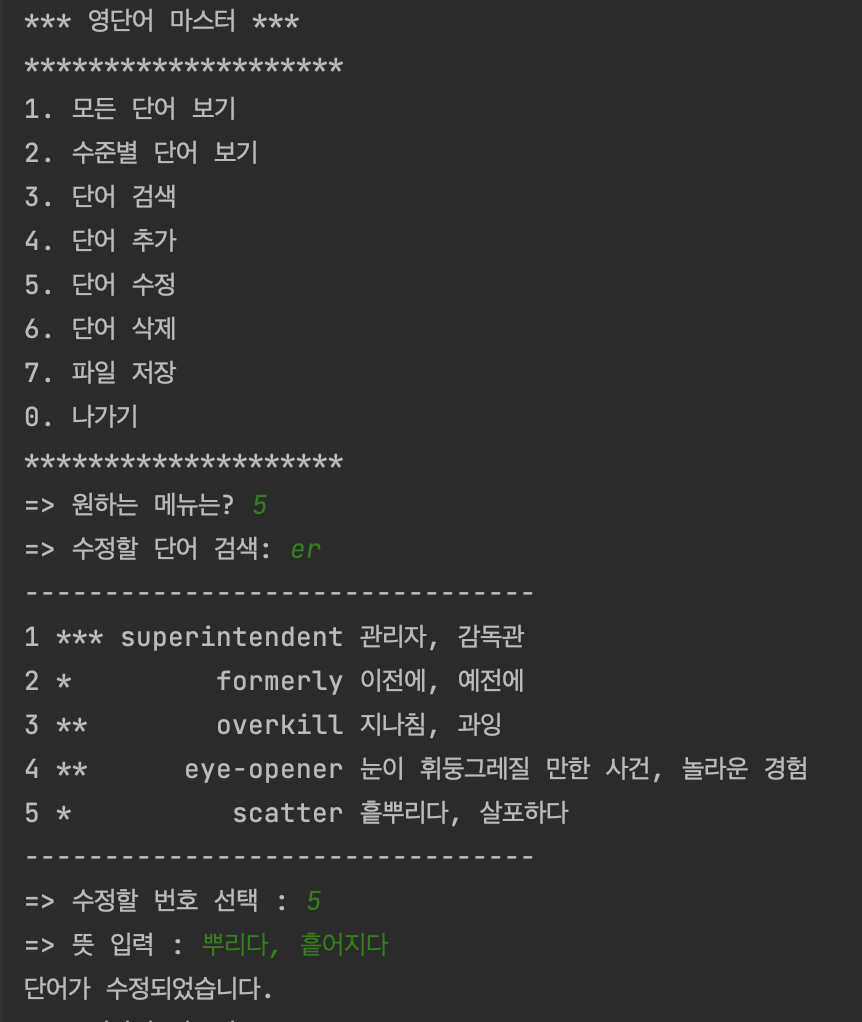 *** 영단어 마스터 ***
********************
1. 모든 단어 보기
2. 수준별 단어 보기
3. 단어 검색
4. 단어 추가
5. 단어 수정
6. 단어 삭제
7. 파일 저장
0. 나가기
********************
=> 원하는 메뉴는? 5
=> 수정할 단어 검색: er
--------------------------------
1 *** superintendent 관리자, 감독관
2 *         formerly 이전에, 예전에
3 **        overkill 지나침, 과잉
4 **      eye-opener 눈이 휘둥그레질 만한 사건, 놀라운 경험
5 *          scatter 흩뿌리다, 살포하다
--------------------------------
=> 수정할 번호 선택 : 5
=> 뜻 입력 : 뿌리다, 흩어지다
단어가 수정되었습니다.